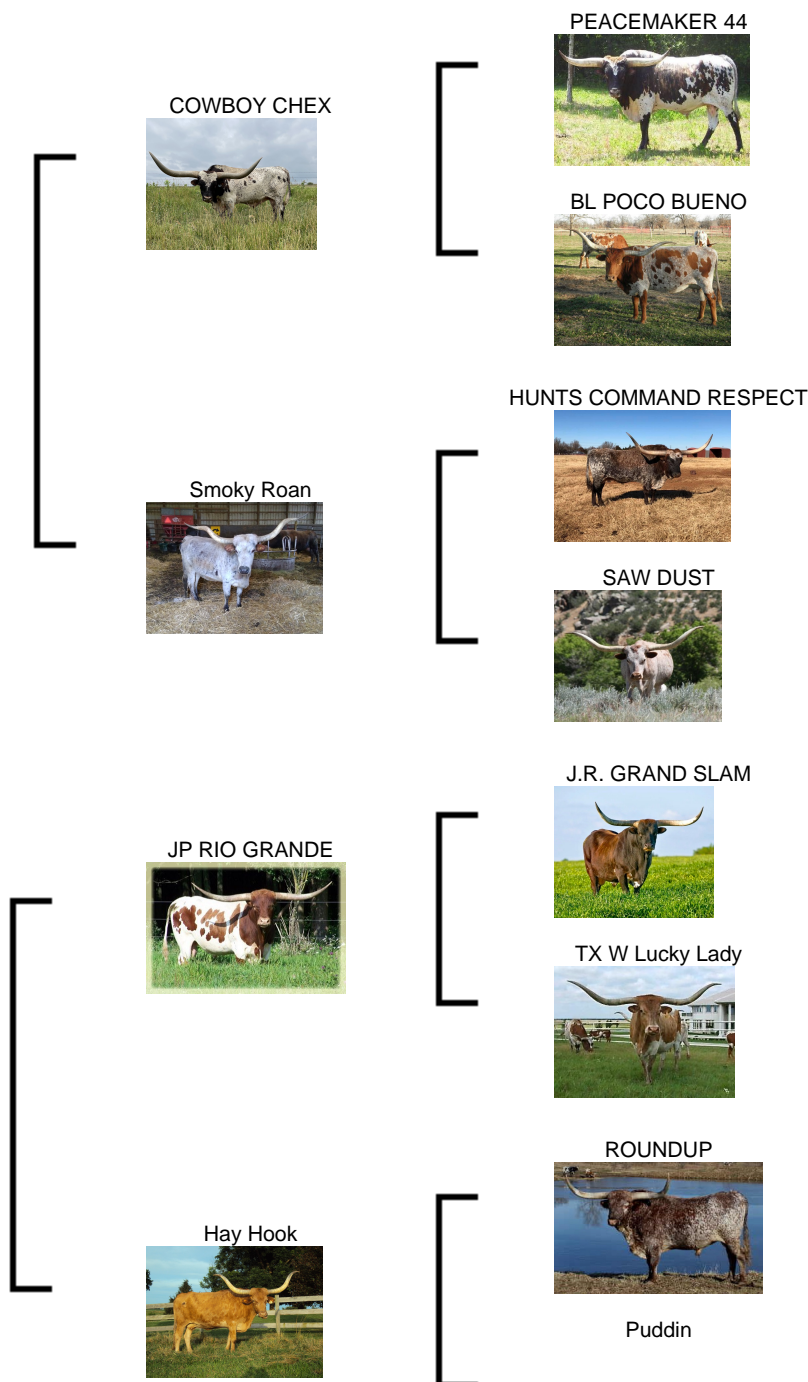 PEACEMAKER 44
COWBOY CHEX
BL POCO BUENO
HUNTS COMMAND RESPECT
Smoky Roan
SAW DUST
J.R. GRAND SLAM
JP RIO GRANDE
TX W Lucky Lady
ROUNDUP
Hay Hook
Puddin